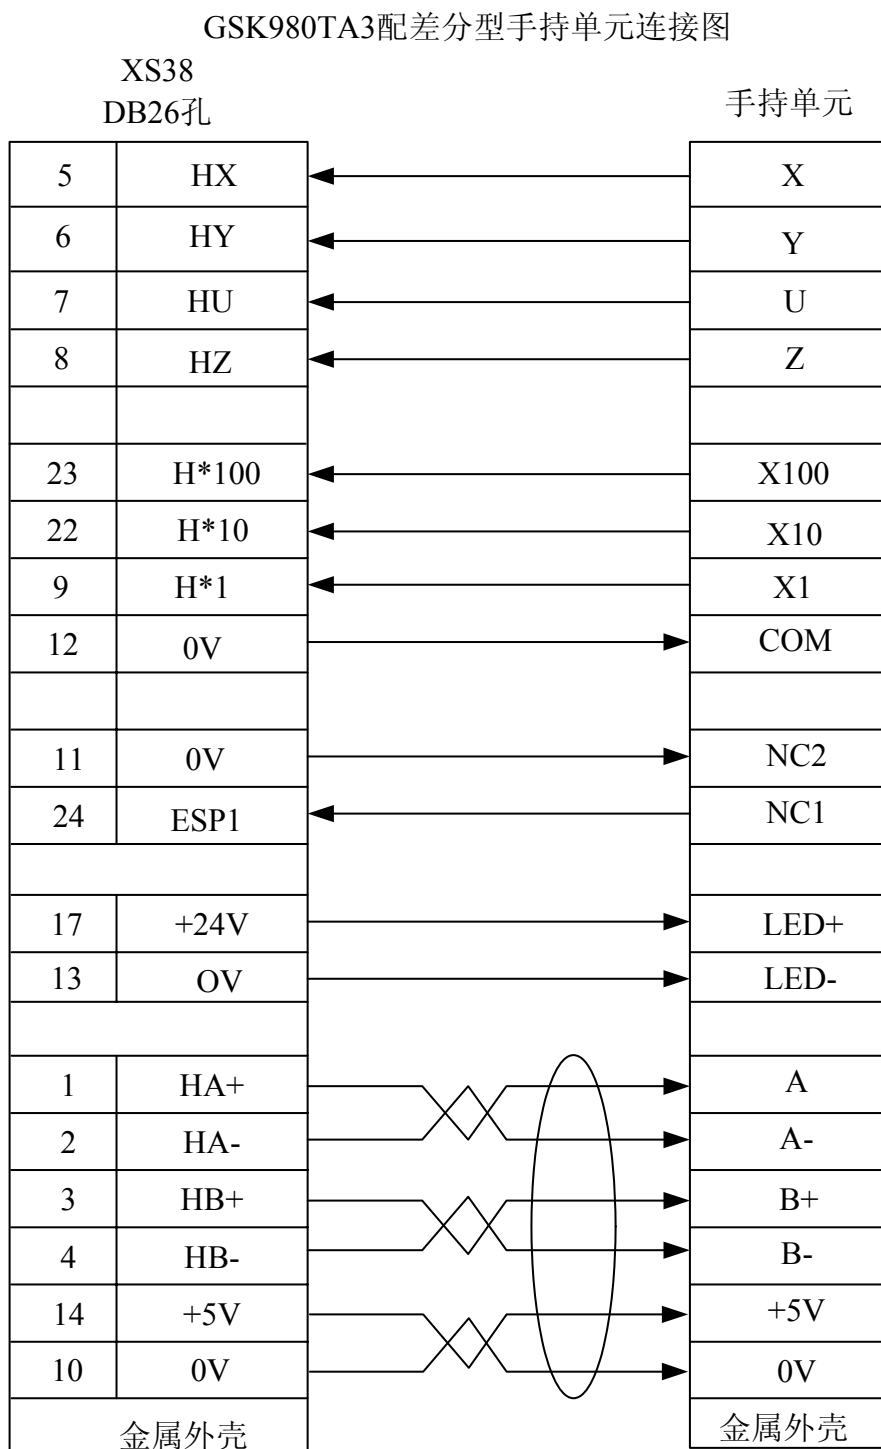 GSK980TA3配差分型手持单元连接图
XS38
DB26孔
手持单元
5 HX X
6 HY Y
7 HU U
8 HZ Z
23 H*100 X100
22 H*10 X10
9 H*1 X1
12 0V COM
11 0V NC2
24 ESP1 NC1
17 +24V LED+
13 OV LED-
1 HA+ A
2 HA- A-
3 HB+ B+
4 HB- B-
14 +5V +5V
10 0V 0V
金属外壳 金属外壳